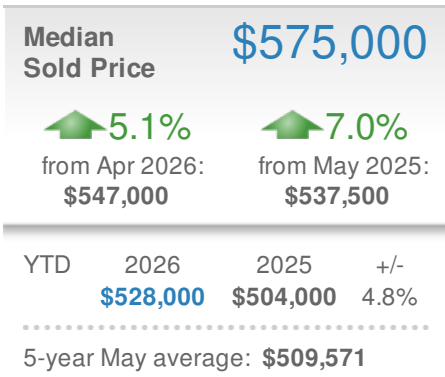 Median $575,000
Sold Price
5.1% 7.0%
from Apr 2026: from May 2025:
$547,000 $537,500
YTD 2026 2025 +/-
$528,000 $504,000 4.8%
5-year May average: $509,571